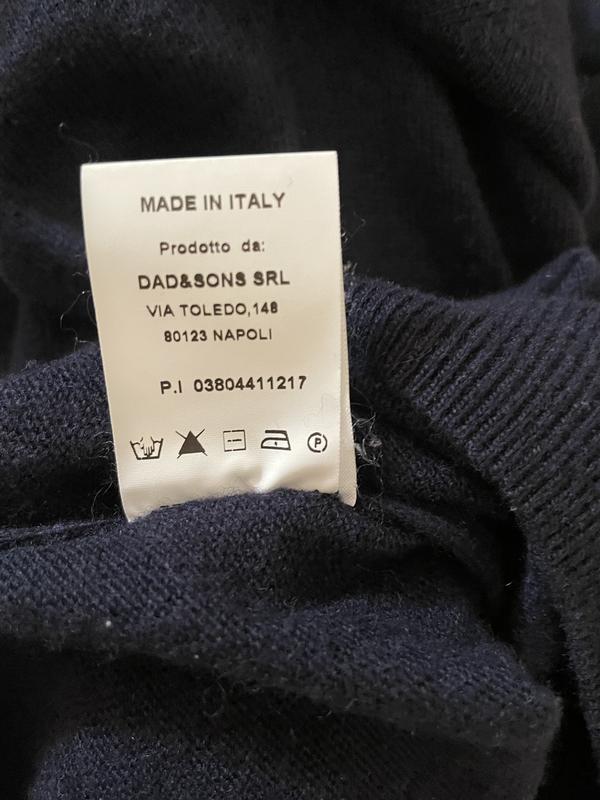 MADE IN ITALY
Prodotto da:
DAD&SONS SRL
VIA TOLEDO,148
80123 NAPOLI
P.I 03804411217
P